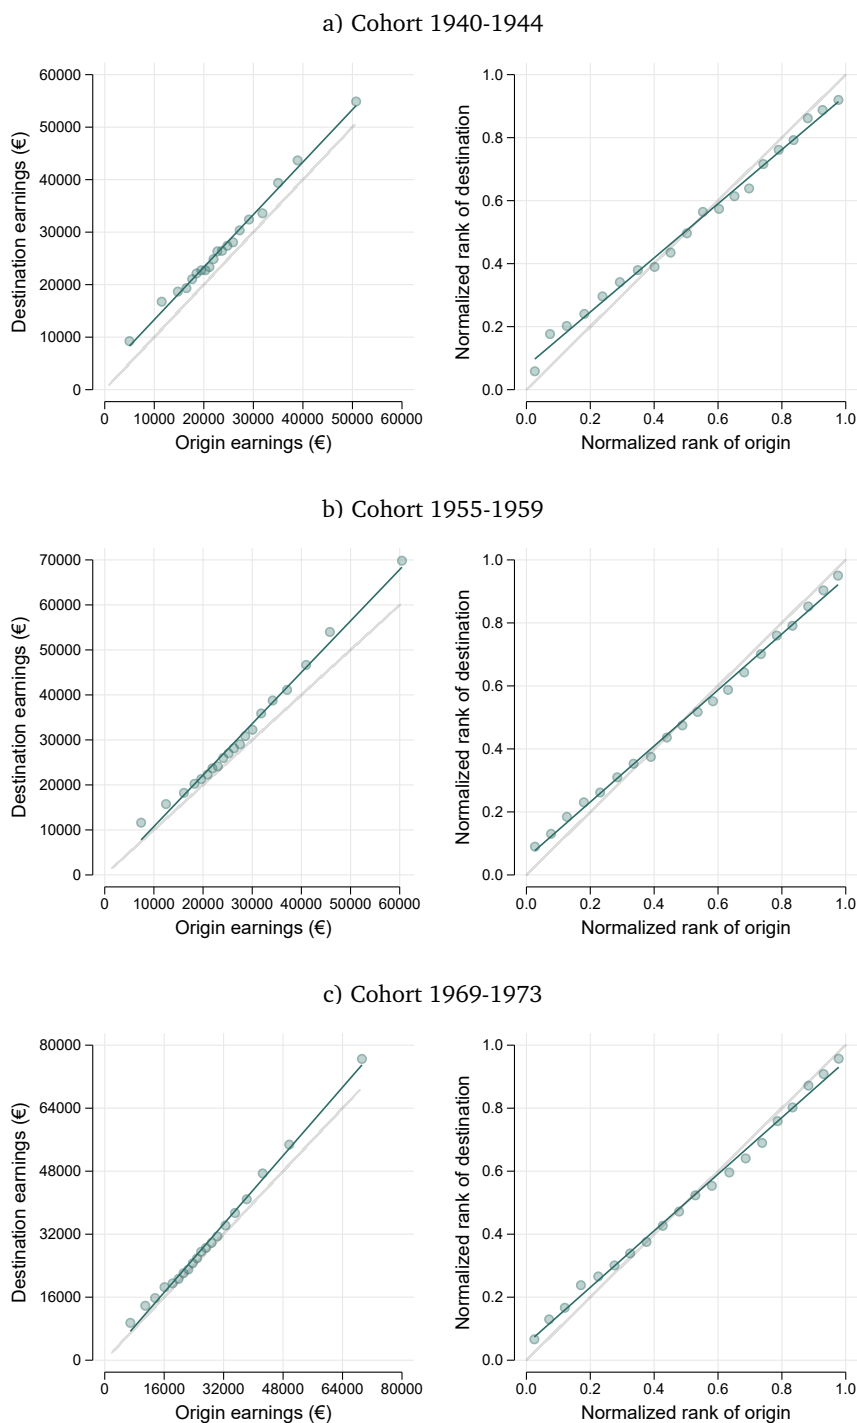 a) Cohort 1940-1944
60000
50000
40000
30000
20000
10000
0
Destination earnings (€)
0 10000 20000 30000 40000 50000 60000
Origin earnings (€)
1.0
0.8
0.6
0.4
0.2
0.0
Normalized rank of destination
0.0 0.2 0.4 0.6 0.8 1.0
Normalized rank of origin
b) Cohort 1955-1959
70000
60000
50000
40000
30000
20000
10000
0
Destination earnings (€)
0 10000 20000 30000 40000 50000 60000
Origin earnings (€)
1.0
0.8
0.6
0.4
0.2
0.0
Normalized rank of destination
0.0 0.2 0.4 0.6 0.8 1.0
Normalized rank of origin
c) Cohort 1969-1973
80000
64000
48000
32000
16000
0
Destination earnings (€)
0 16000 32000 48000 64000 80000
Origin earnings (€)
1.0
0.8
0.6
0.4
0.2
0.0
Normalized rank of destination
0.0 0.2 0.4 0.6 0.8 1.0
Normalized rank of origin